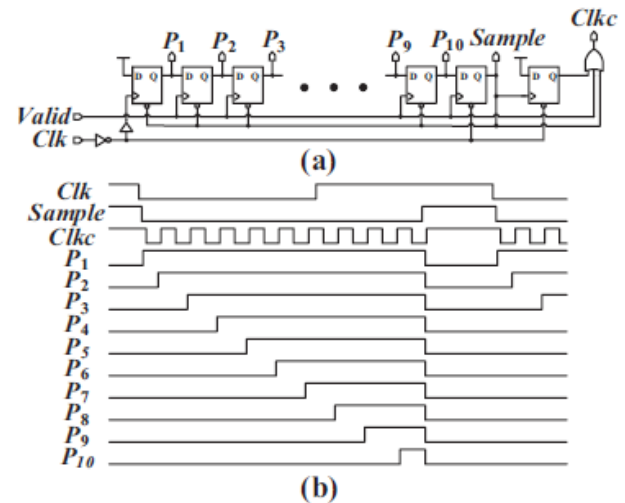 Clkc
P1 P2 P3 P9 P10 Sample
D Q D Q D Q D Q D Q D Q
Valid
Clk
(a)
Clk
Sample
Clkc
P1
P2
P3
P4
P5
P6
P7
P8
P9
P10
(b)